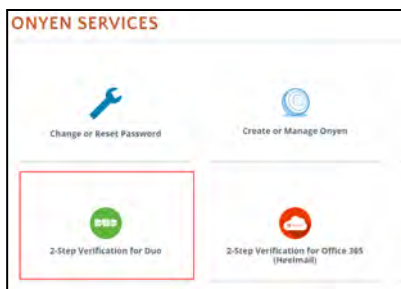 ONYEN SERVICES
Change or Reset Password
Create or Manage Onyen
DUO
2-Step Verification for Duo
2-Step Verification for Office 365
(Heelmail)